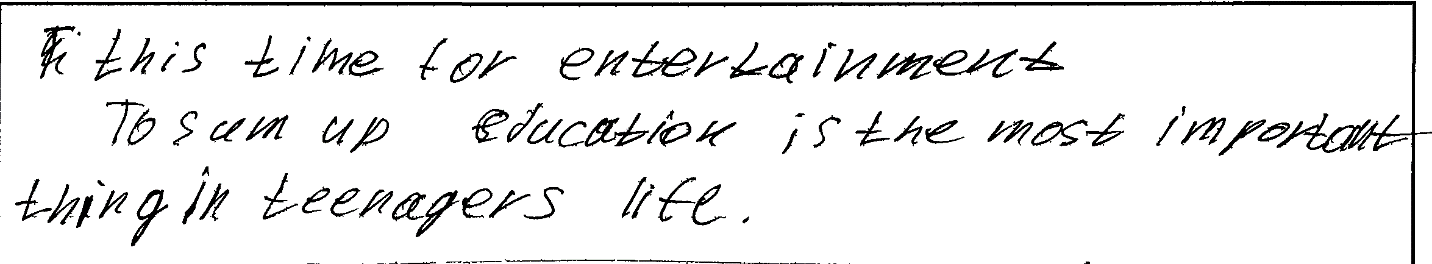 this time for entertainment
To sum up education is the most important
thing in teenagers life.